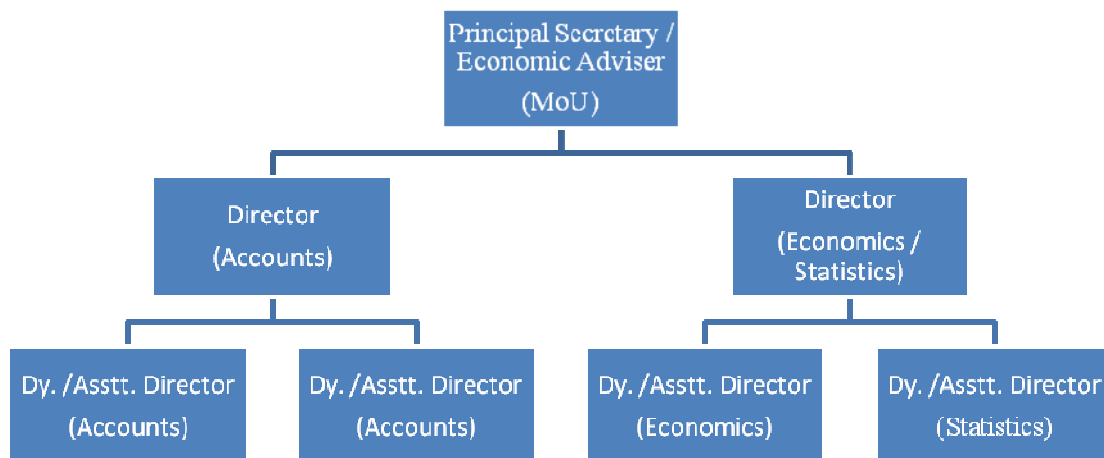 Principal Secretary /
Economic Adviser
(MoU)
Director
(Accounts)
Director
(Economics /
Statistics)
Dy. /Asstt. Director
(Accounts)
Dy. /Asstt. Director
(Accounts)
Dy. /Asstt. Director
(Economics)
Dy. /Asstt. Director
(Statistics)